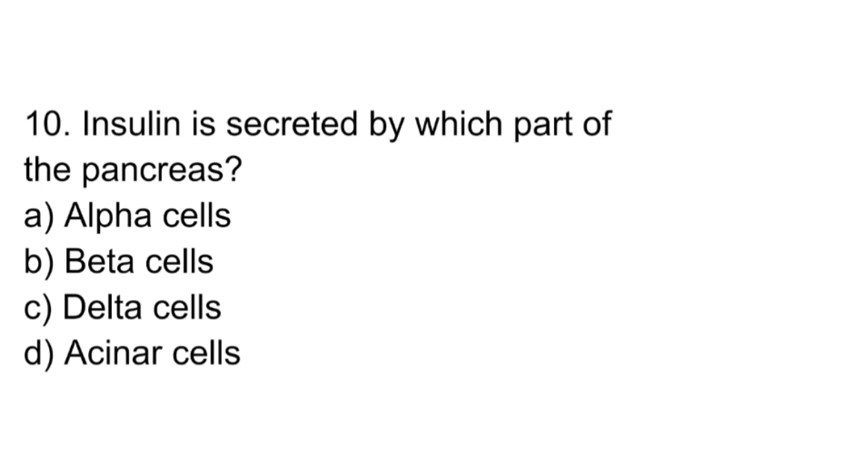 10. Insulin is secreted by which part of
the pancreas?
a) Alpha cells
b) Beta cells
c) Delta cells
d) Acinar cells